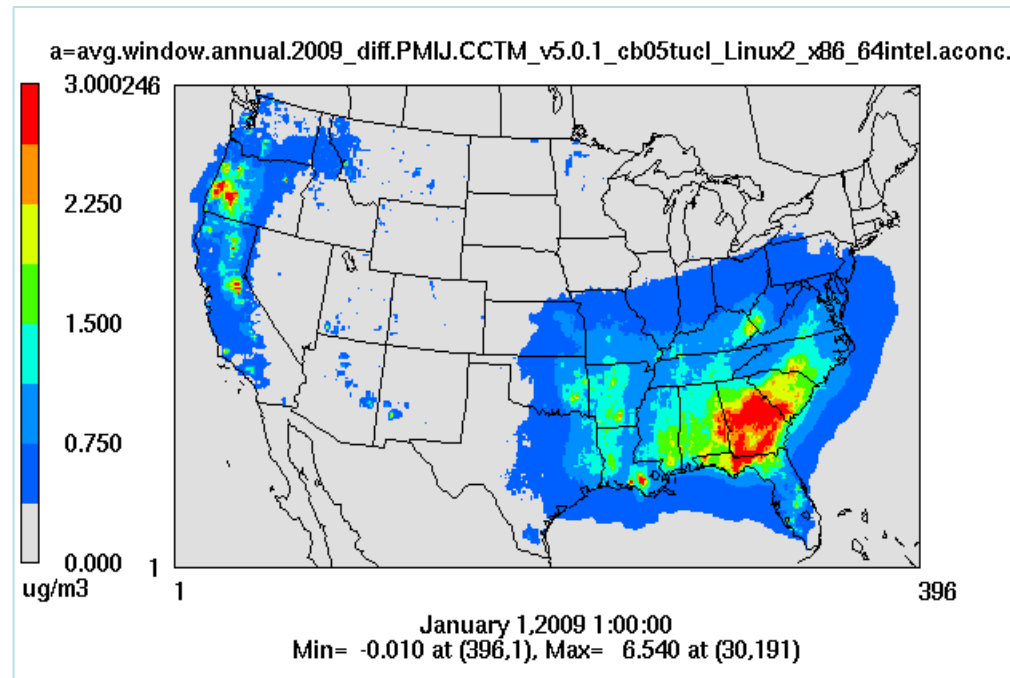 a=avg.window.annual.2009_diff.PMIJ.CCTM_v5.0.1_cb05tucl_Linux2_x86_64intel.aconc.
3.000
246
2.250
1.500
0.750
0.000
1
ug/m3
1
396
January 1,2009 1:00:00
Min= -0.010 at (396,1), Max= 6.540 at (30,191)